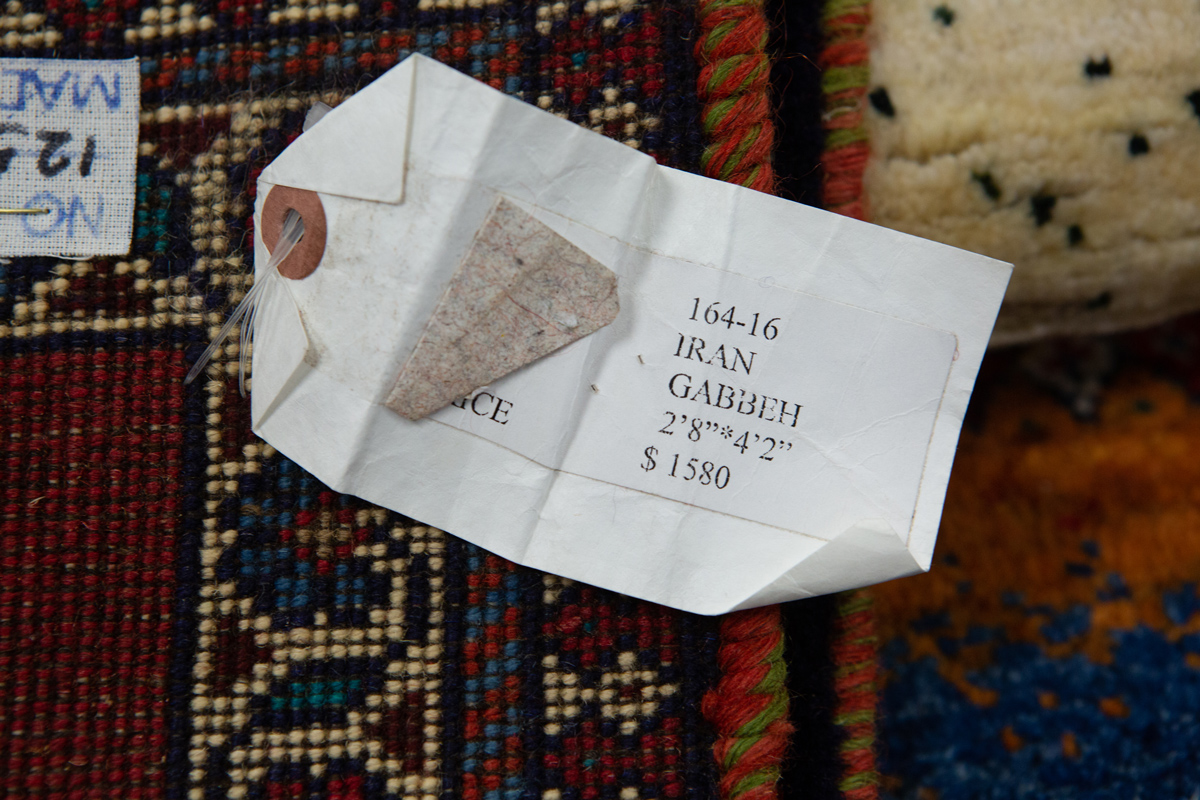 164-16
IRAN
GABBEH
2'8"*4'2"
$ 1580
NO